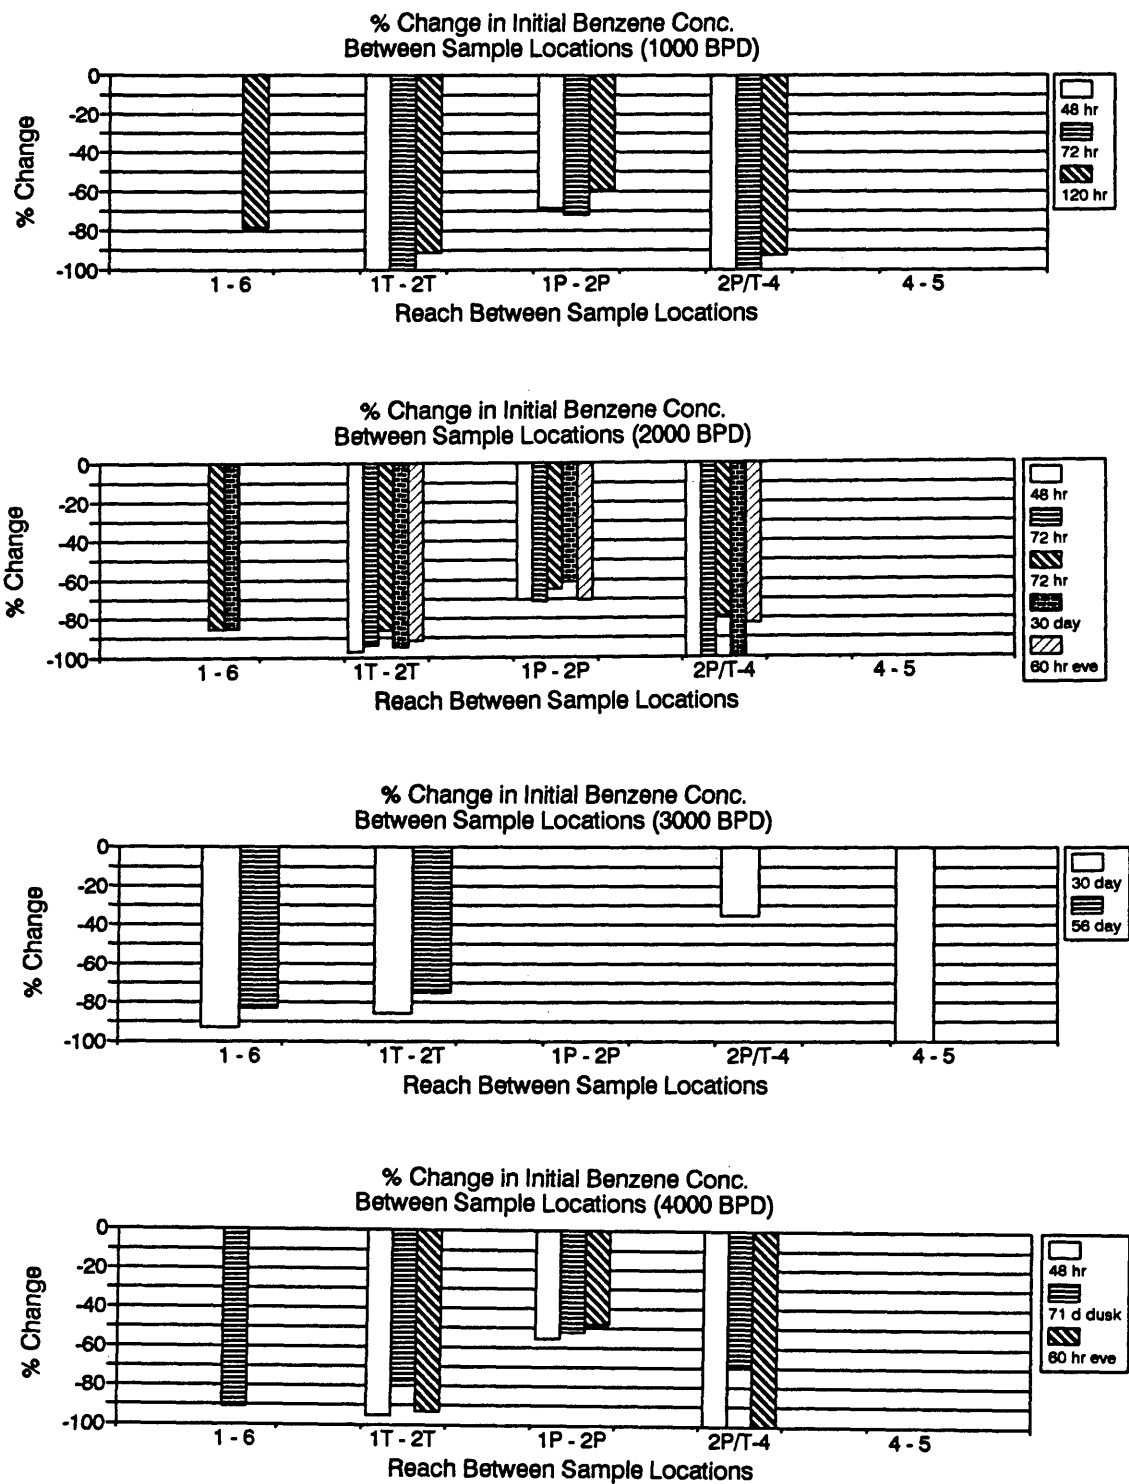 % Change in Initial Benzene Conc.
Between Sample Locations (1000 BPD)
% Change
0
-20
-40
-60
-80
-100
1 - 6
1T - 2T
1P - 2P
2P/T-4
4 - 5
Reach Between Sample Locations
48 hr
72 hr
120 hr
% Change in Initial Benzene Conc.
Between Sample Locations (2000 BPD)
% Change
0
-20
-40
-60
-80
-100
1 - 6
1T - 2T
1P - 2P
2P/T-4
4 - 5
Reach Between Sample Locations
48 hr
72 hr
72 hr
30 day
60 hr eve
% Change in Initial Benzene Conc.
Between Sample Locations (3000 BPD)
% Change
0
-20
-40
-60
-80
-100
1 - 6
1T - 2T
1P - 2P
2P/T-4
4 - 5
Reach Between Sample Locations
30 day
56 day
% Change in Initial Benzene Conc.
Between Sample Locations (4000 BPD)
% Change
0
-20
-40
-60
-80
-100
1 - 6
1T - 2T
1P - 2P
2P/T-4
4 - 5
Reach Between Sample Locations
48 hr
71 d dusk
60 hr eve